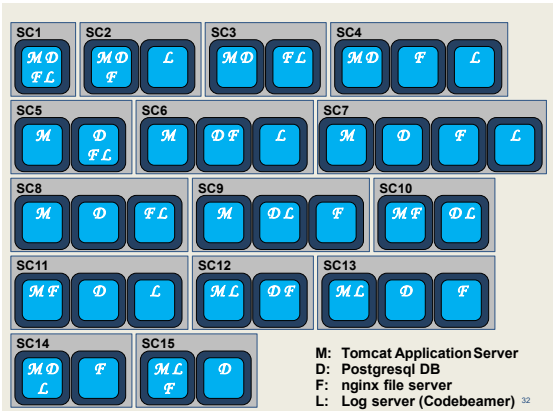 SC1 SC2 SC3 SC4
M D M D L M D F L M D F L
F L F
SC5 SC6 SC7
M D M D F L M D F L
F L
SC8 SC9 SC10
M D F L M D L F M F D L
SC11 SC12 SC13
M F D L M L D F M L D F
SC14 SC15
M D F M L D
L F
M: Tomcat Application Server
D: Postgresql DB
F: nginx file server
L: Log server (Codebeamer) 32